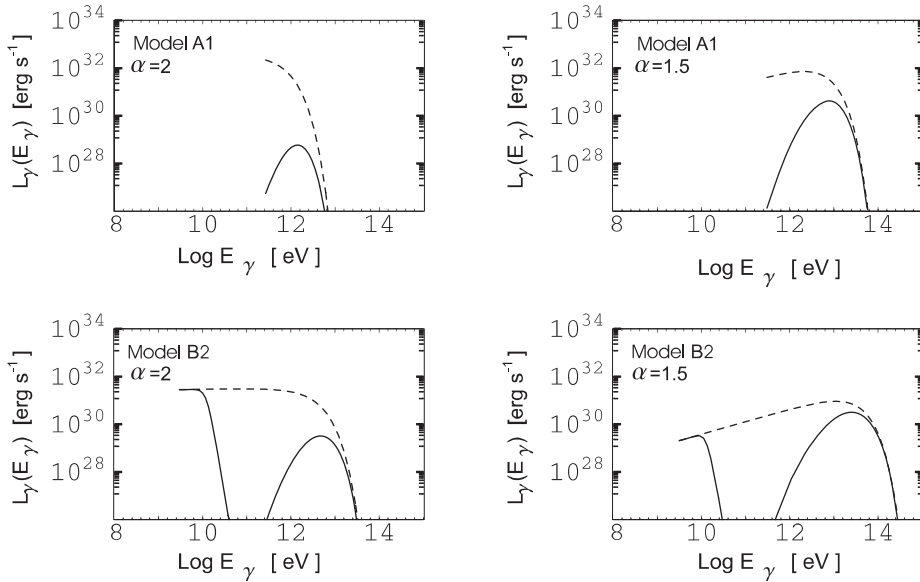 10^34
10^32
10^30
10^28
L_γ(E_γ) [erg s^-1]
Model A1
α=2
8 10 12 14
Log E_γ [eV]
10^34
10^32
10^30
10^28
L_γ(E_γ) [erg s^-1]
Model A1
α=1.5
8 10 12 14
Log E_γ [eV]
10^34
10^32
10^30
10^28
L_γ(E_γ) [erg s^-1]
Model B2
α=2
8 10 12 14
Log E_γ [eV]
10^34
10^32
10^30
10^28
L_γ(E_γ) [erg s^-1]
Model B2
α=1.5
8 10 12 14
Log E_γ [eV]